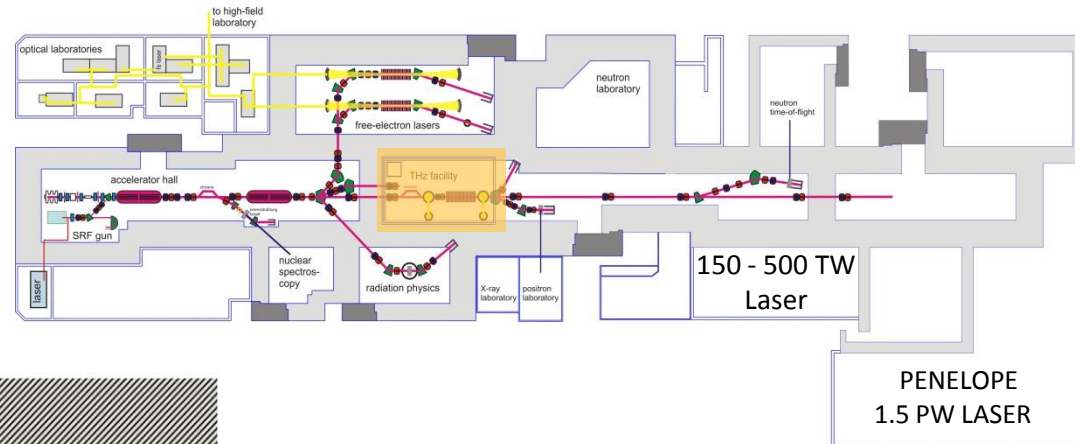 to high-field
laboratory
optical laboratories
fs laser
free-electron lasers
neutron
laboratory
neutron
time-of-flight
accelerator hall
THz facility
SRF gun
laser
nuclear
spectros-
copy
radiation physics
X-ray
laboratory
positron
laboratory
150 - 500 TW
Laser
PENELOPE
1.5 PW LASER